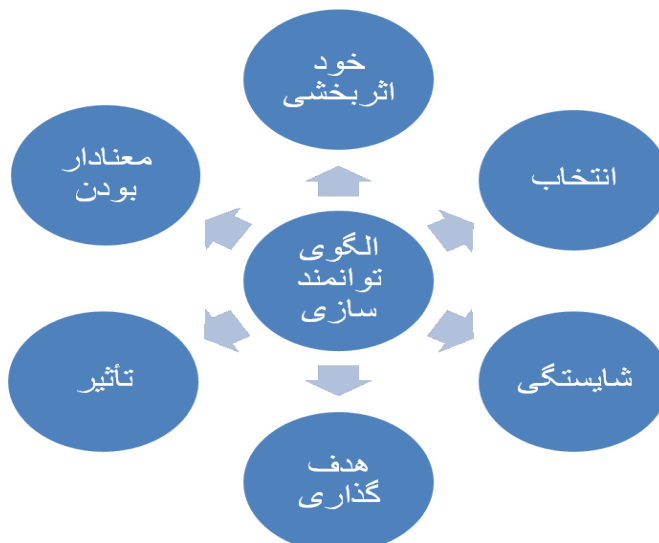 خود
اثربخشی
انتخاب
معنادار
بودن
الگوی
توانمند
سازی
شایستگی
تأثیر
هدف
گذاری